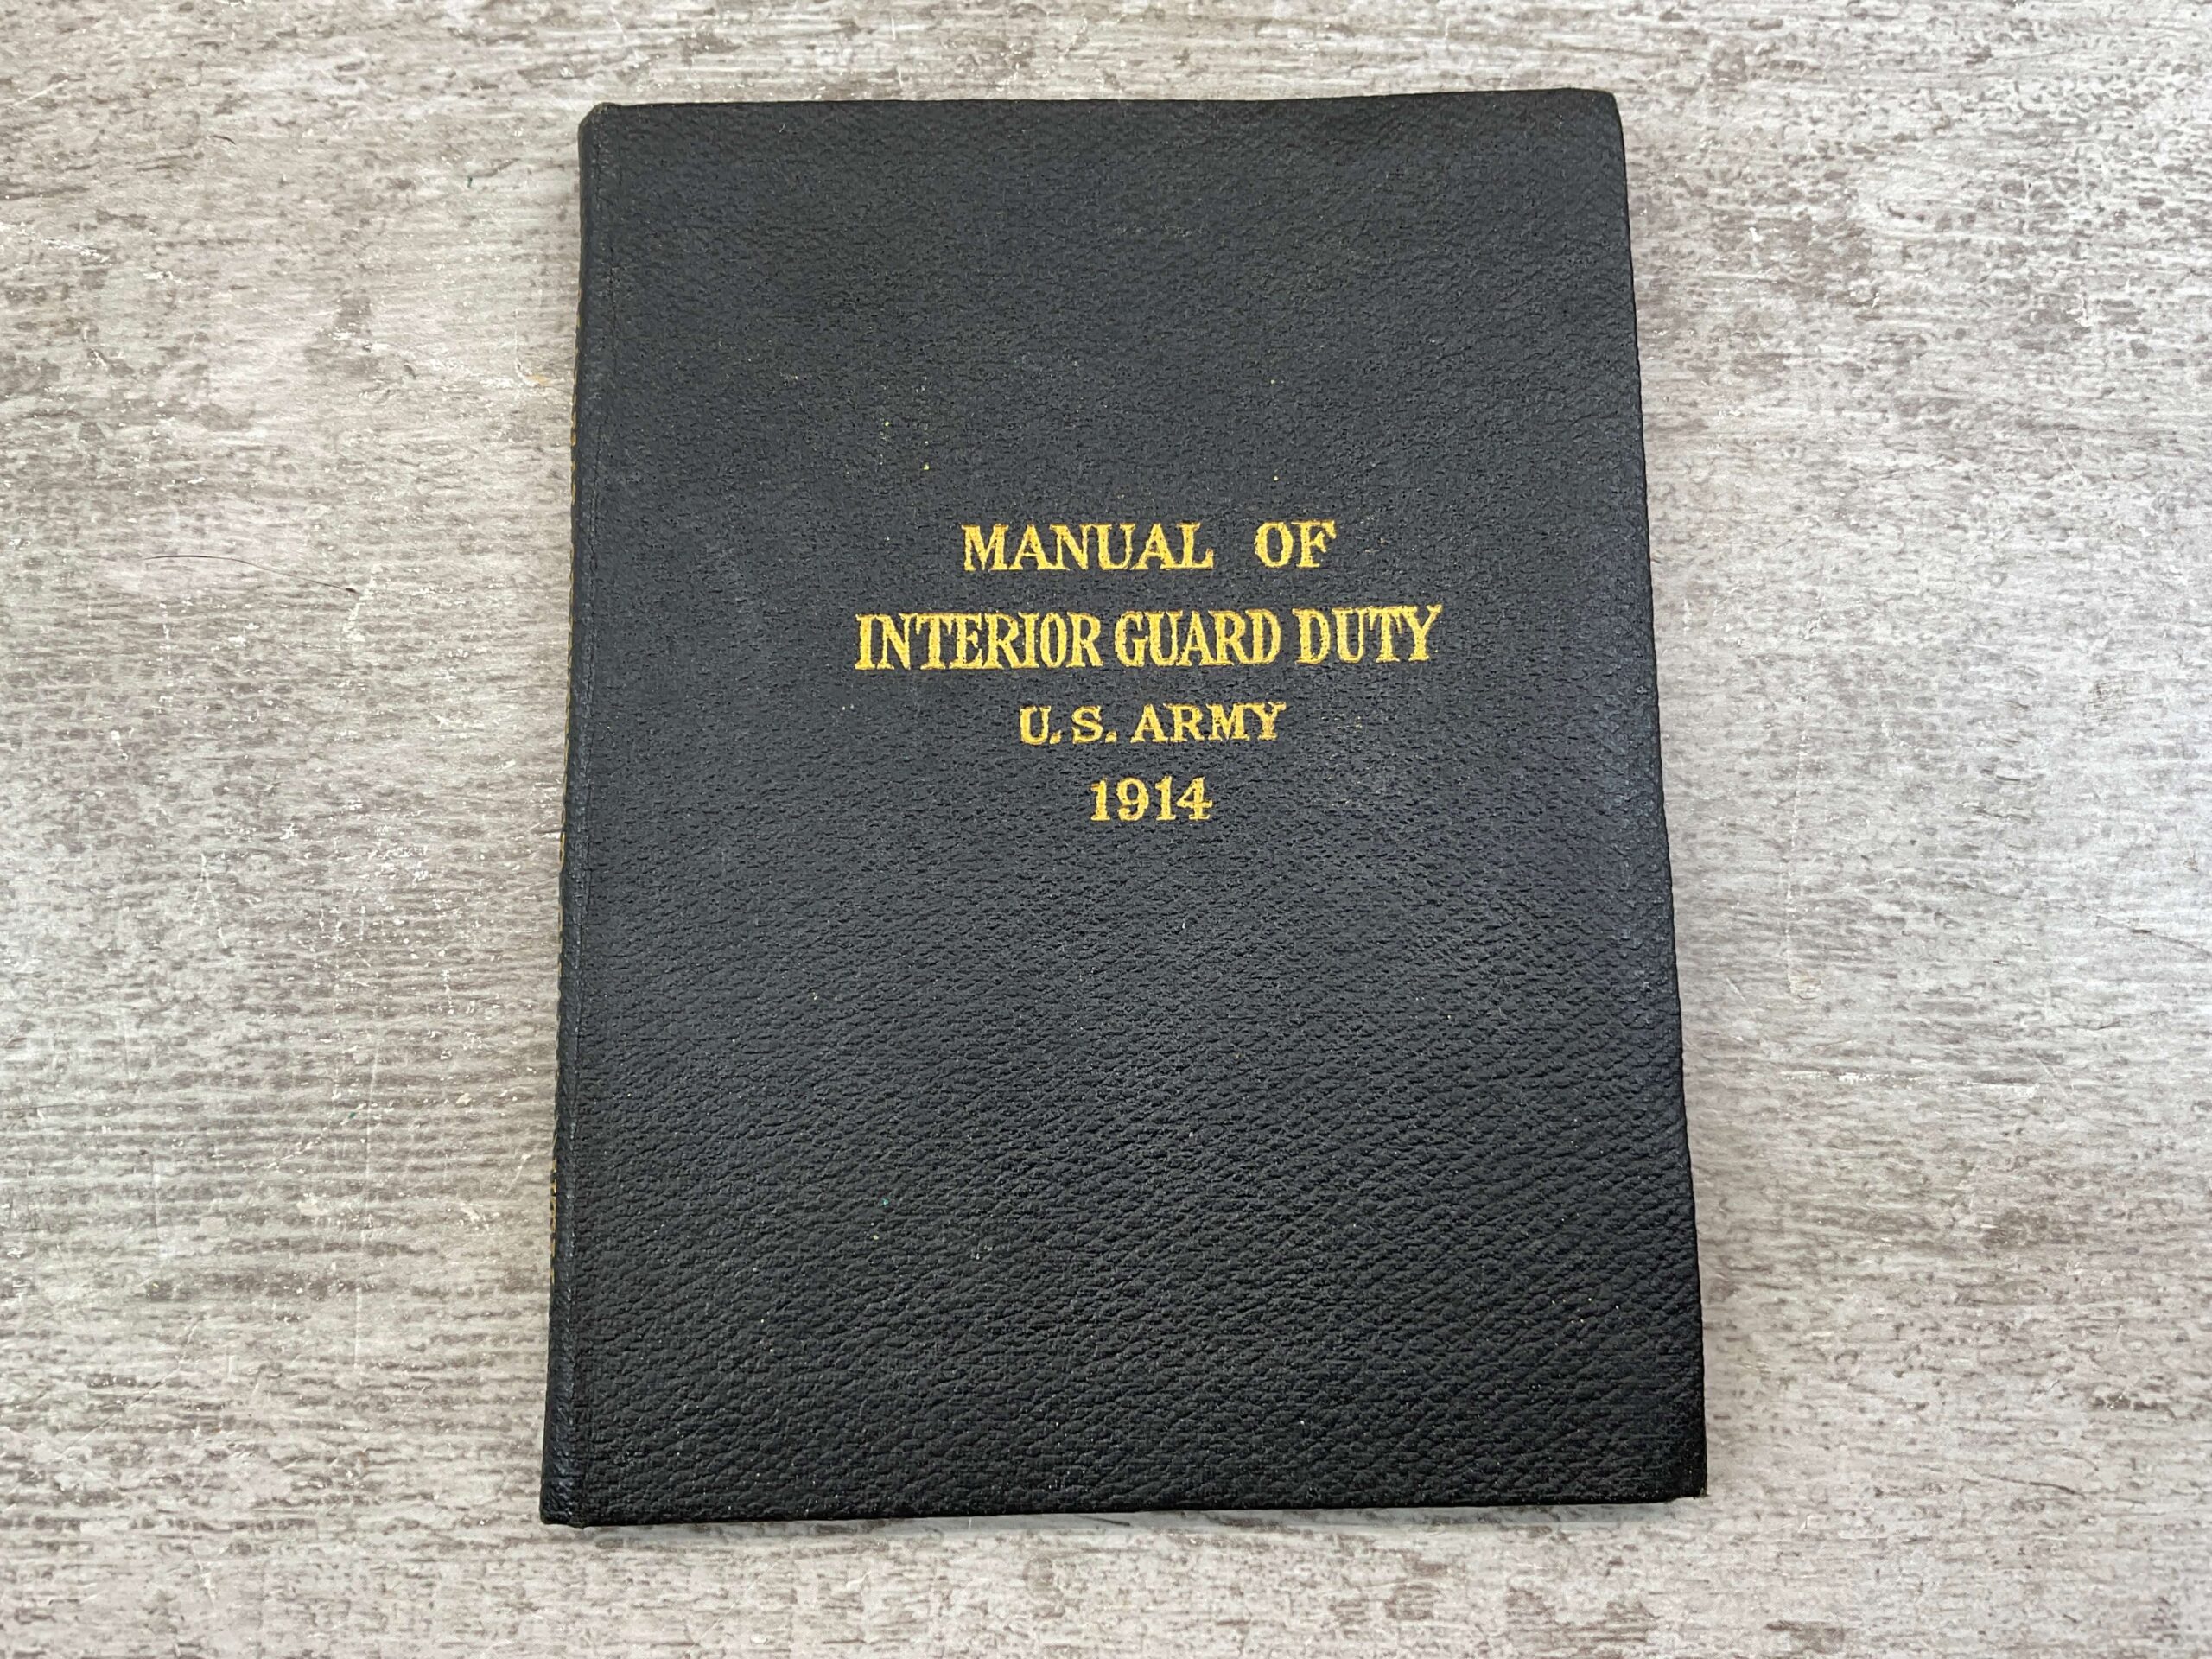 MANUAL OF
INTERIOR GUARD DUTY
U. S. ARMY
1914